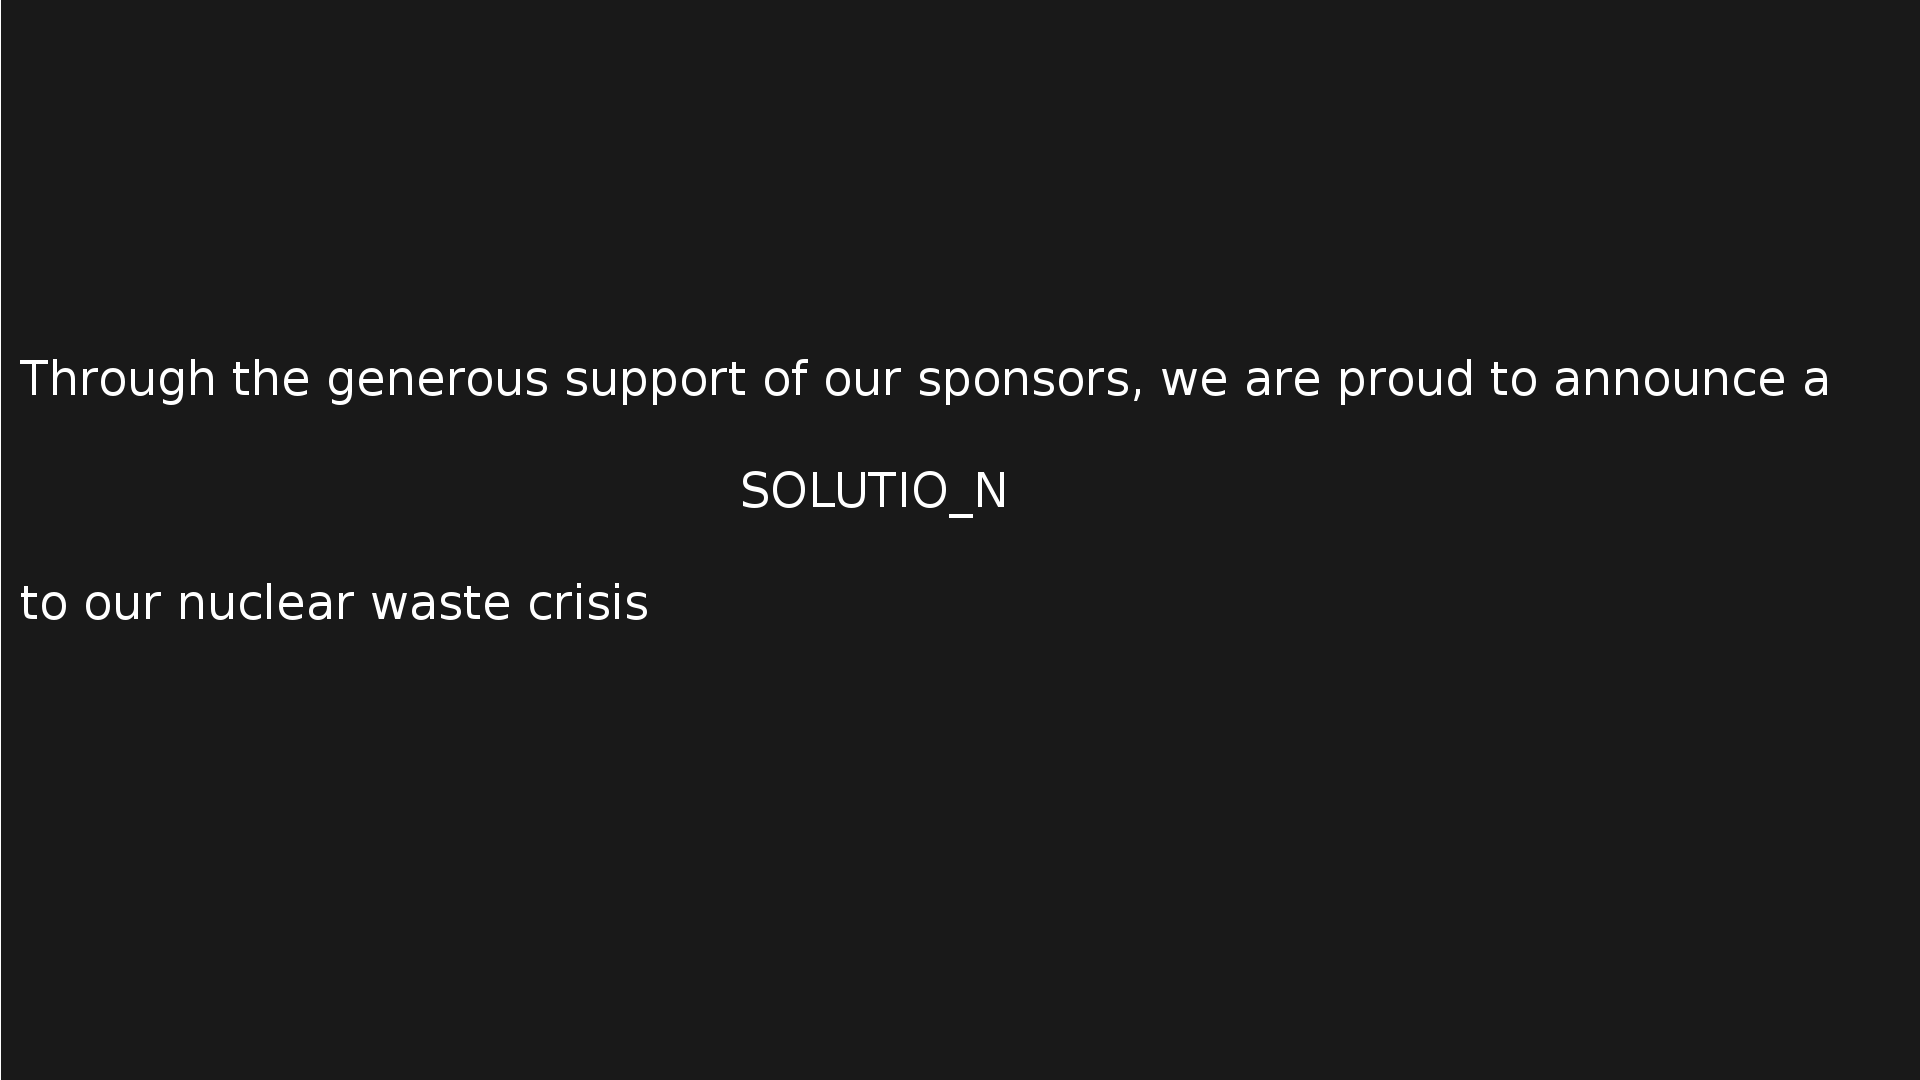 Through the generous support of our sponsors, we are proud to announce a
SOLUTIO_N
to our nuclear waste crisis